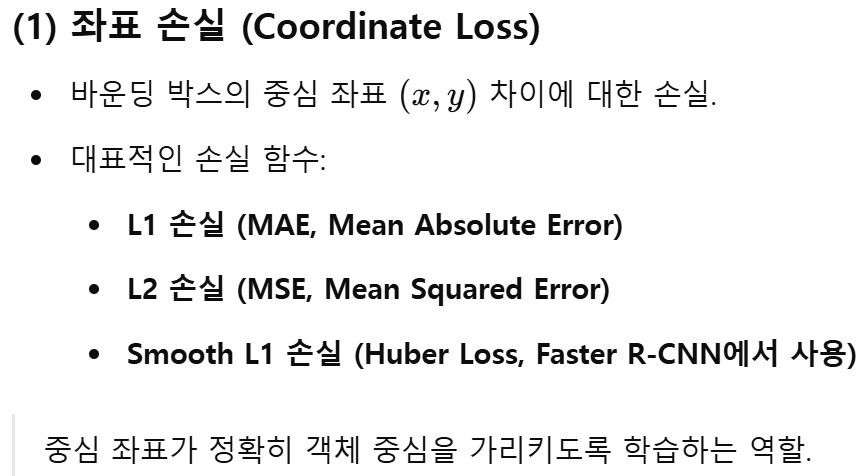 (1) 좌표 손실 (Coordinate Loss)
• 바운딩 박스의 중심 좌표 (x, y) 차이에 대한 손실.
• 대표적인 손실 함수:
• L1 손실 (MAE, Mean Absolute Error)
• L2 손실 (MSE, Mean Squared Error)
• Smooth L1 손실 (Huber Loss, Faster R-CNN에서 사용)
중심 좌표가 정확히 객체 중심을 가리키도록 학습하는 역할.